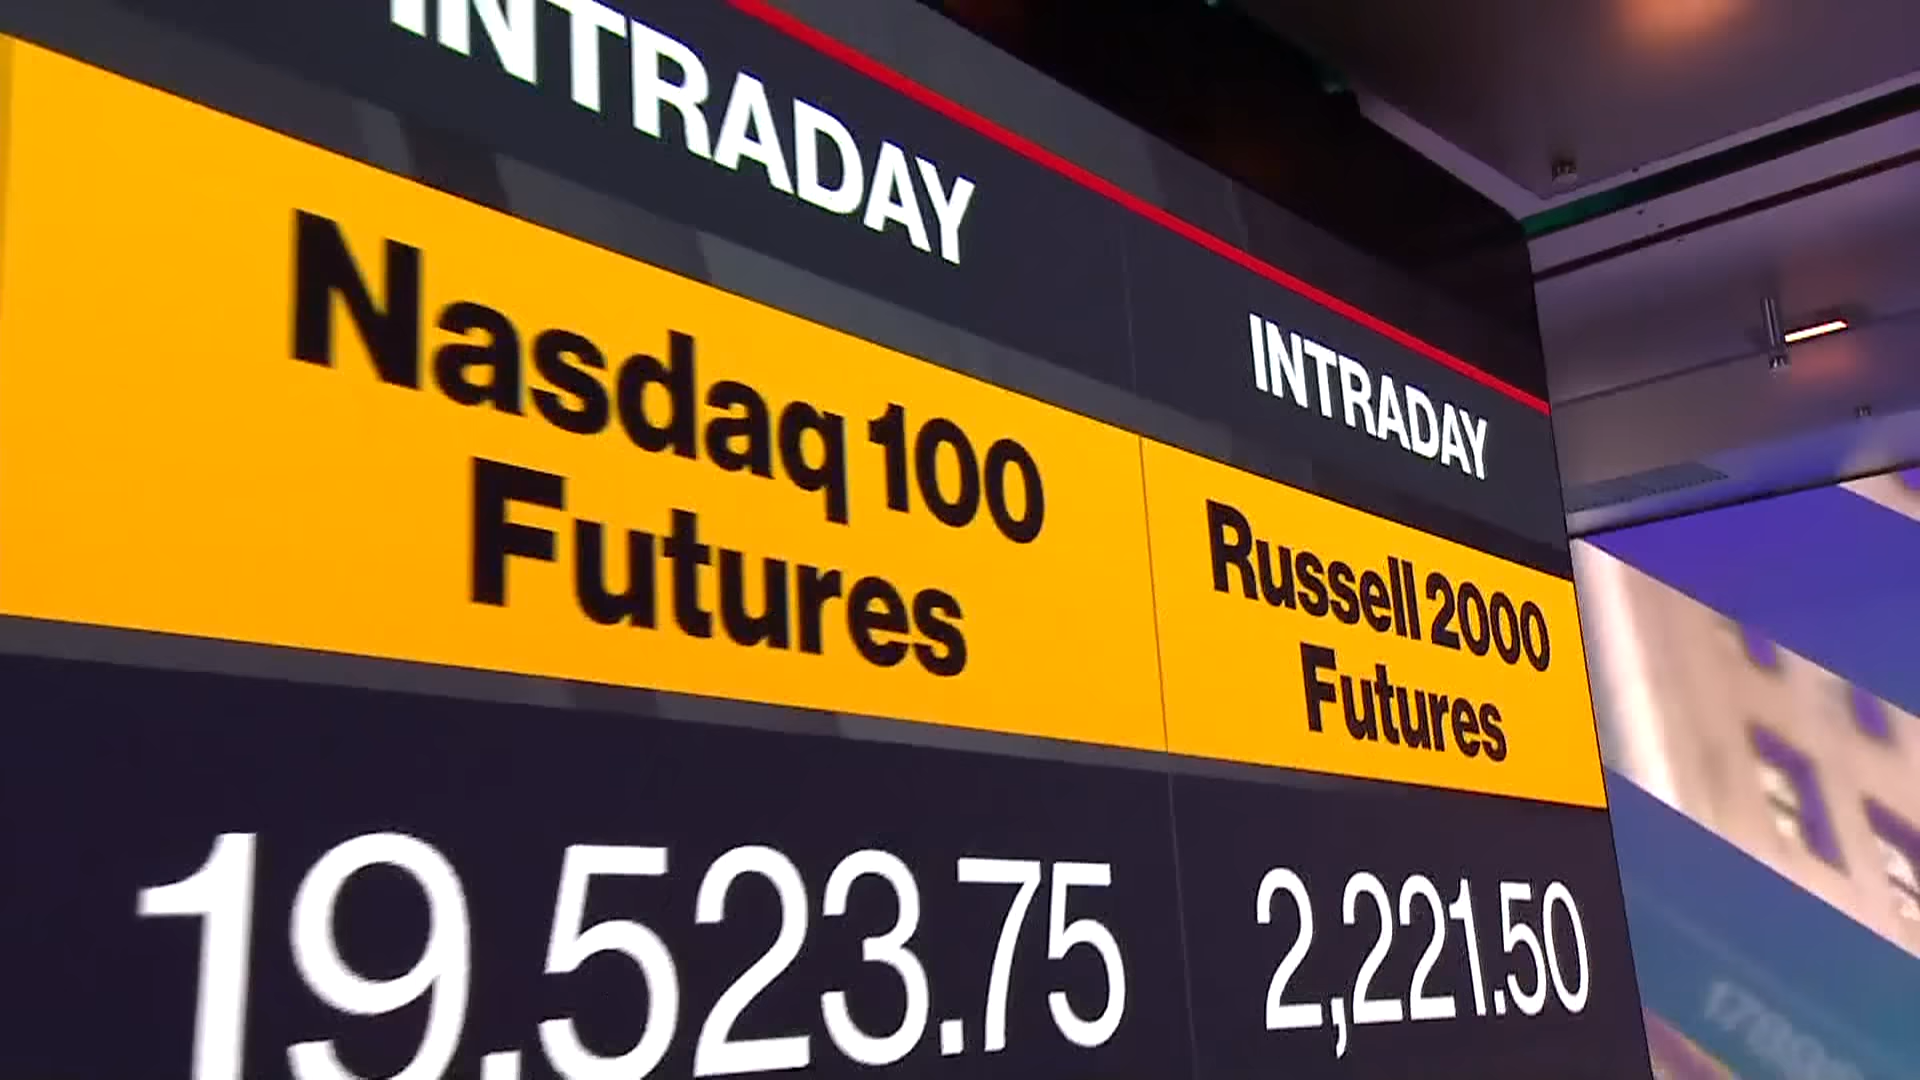 INTRADAY
Nasdaq 100
Futures
19,523.75
INTRADAY
Russell 2000
Futures
2,221.50